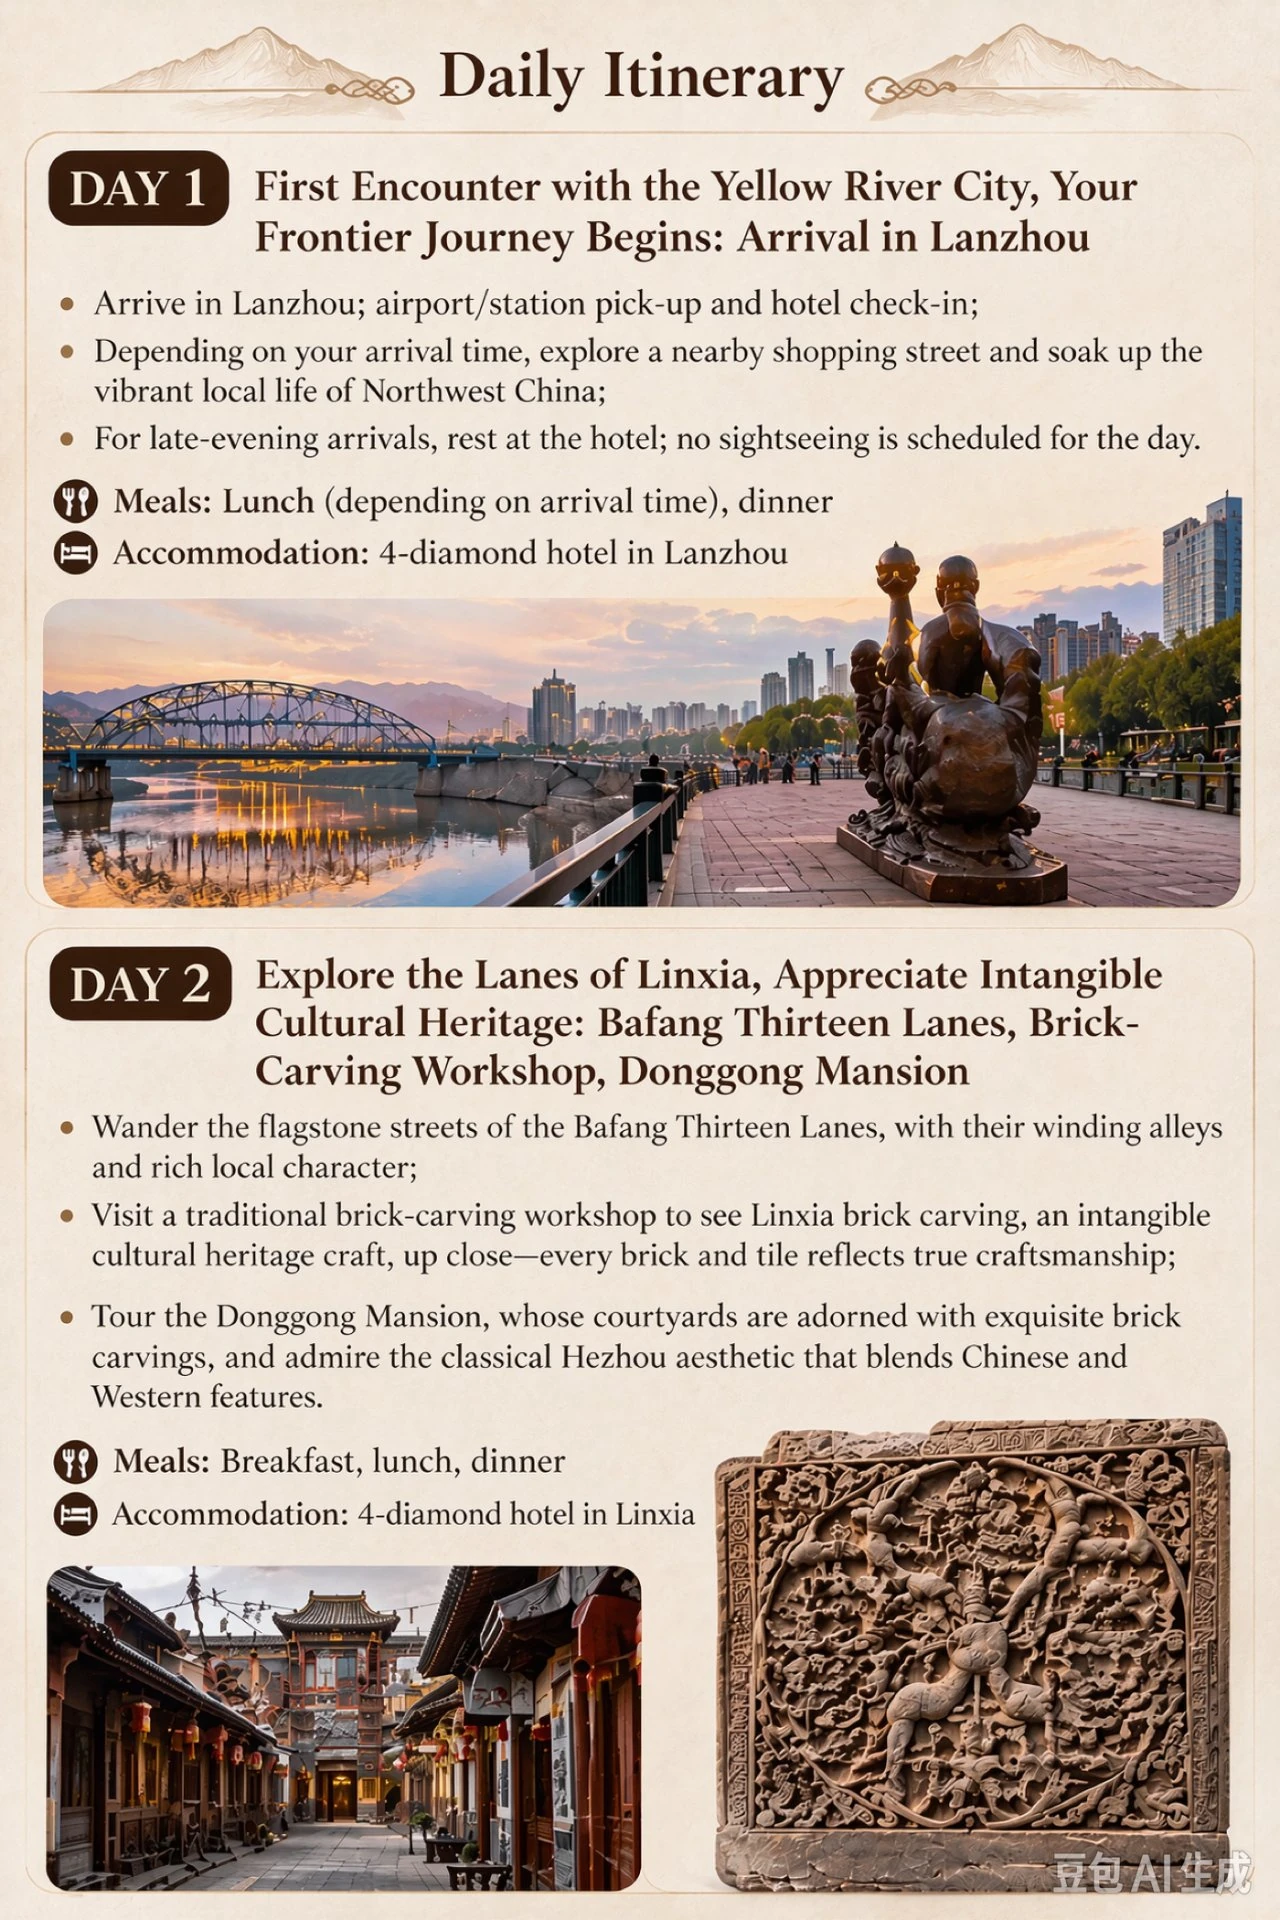 Daily Itinerary
DAY 1
First Encounter with the Yellow River City, Your
Frontier Journey Begins: Arrival in Lanzhou
• Arrive in Lanzhou; airport/station pick-up and hotel check-in;
• Depending on your arrival time, explore a nearby shopping street and soak up the
vibrant local life of Northwest China;
• For late-evening arrivals, rest at the hotel; no sightseeing is scheduled for the day.
Meals: Lunch (depending on arrival time), dinner
Accommodation: 4-diamond hotel in Lanzhou
DAY 2
Explore the Lanes of Linxia, Appreciate Intangible
Cultural Heritage: Bafang Thirteen Lanes, Brick-
Carving Workshop, Donggong Mansion
• Wander the flagstone streets of the Bafang Thirteen Lanes, with their winding alleys
and rich local character;
• Visit a traditional brick-carving workshop to see Linxia brick carving, an intangible
cultural heritage craft, up close—every brick and tile reflects true craftsmanship;
• Tour the Donggong Mansion, whose courtyards are adorned with exquisite brick
carvings, and admire the classical Hezhou aesthetic that blends Chinese and
Western features.
Meals: Breakfast, lunch, dinner
Accommodation: 4-diamond hotel in Linxia
豆包AI生成